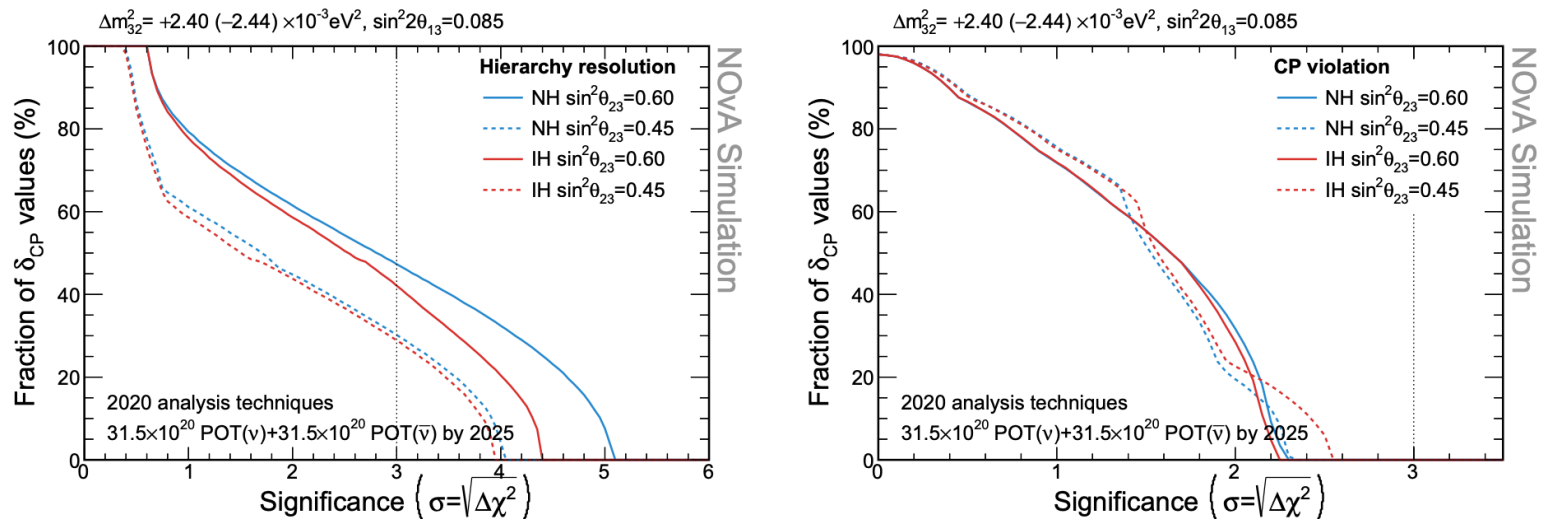 Δm²₃₂= +2.40 (−2.44) ×10⁻³eV², sin²2θ₁₃=0.085
Fraction of δ_CP values (%)
100
80
60
40
20
0
Hierarchy resolution
NH sin²θ₂₃=0.60
NH sin²θ₂₃=0.45
IH sin²θ₂₃=0.60
IH sin²θ₂₃=0.45
2020 analysis techniques
31.5×10²⁰ POT(ν)+31.5×10²⁰ POT(ν̅) by 2025
0 1 2 3 4 5 6
Significance (σ=√Δχ²)
NOvA Simulation
Δm²₃₂= +2.40 (−2.44) ×10⁻³eV², sin²2θ₁₃=0.085
Fraction of δ_CP values (%)
100
80
60
40
20
0
CP violation
NH sin²θ₂₃=0.60
NH sin²θ₂₃=0.45
IH sin²θ₂₃=0.60
IH sin²θ₂₃=0.45
2020 analysis techniques
31.5×10²⁰ POT(ν)+31.5×10²⁰ POT(ν̅) by 2025
0 1 2 3
Significance (σ=√Δχ²)
NOvA Simulation